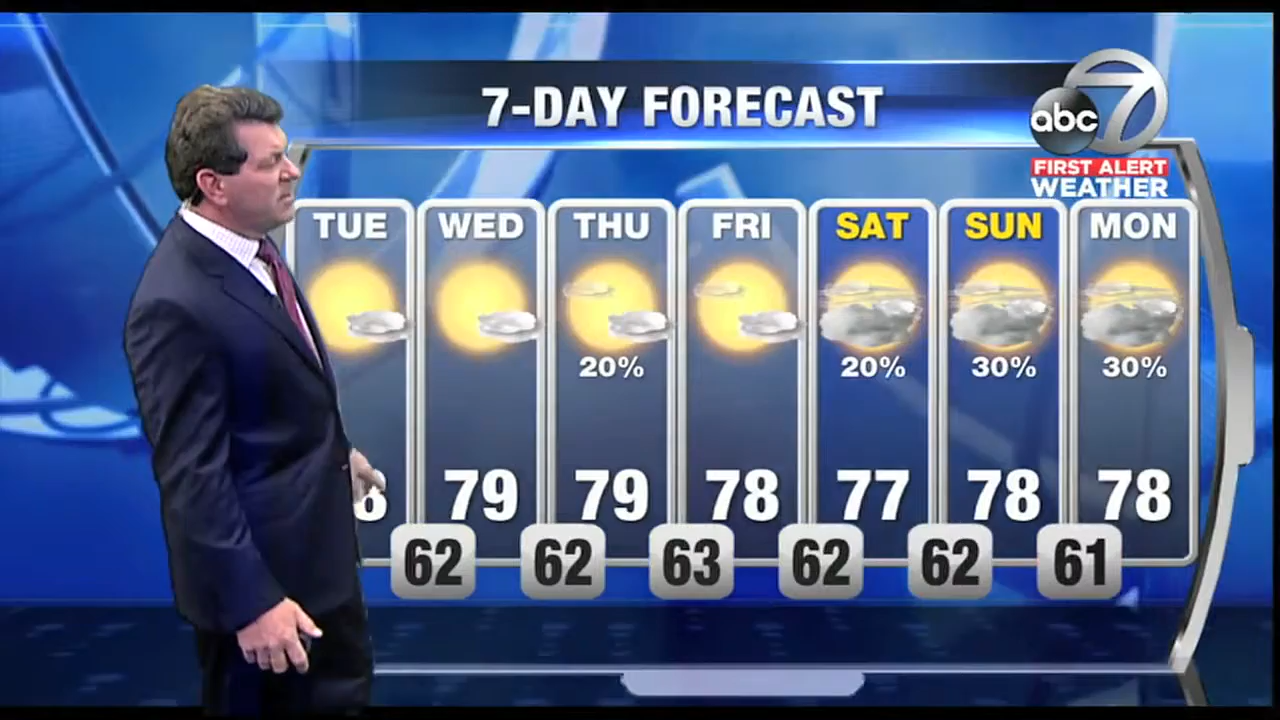 7-DAY FORECAST
abc 7
FIRST ALERT
WEATHER
TUE WED THU FRI SAT SUN MON
20% 20% 30% 30%
79 79 78 77 78 78
62 62 63 62 62 61